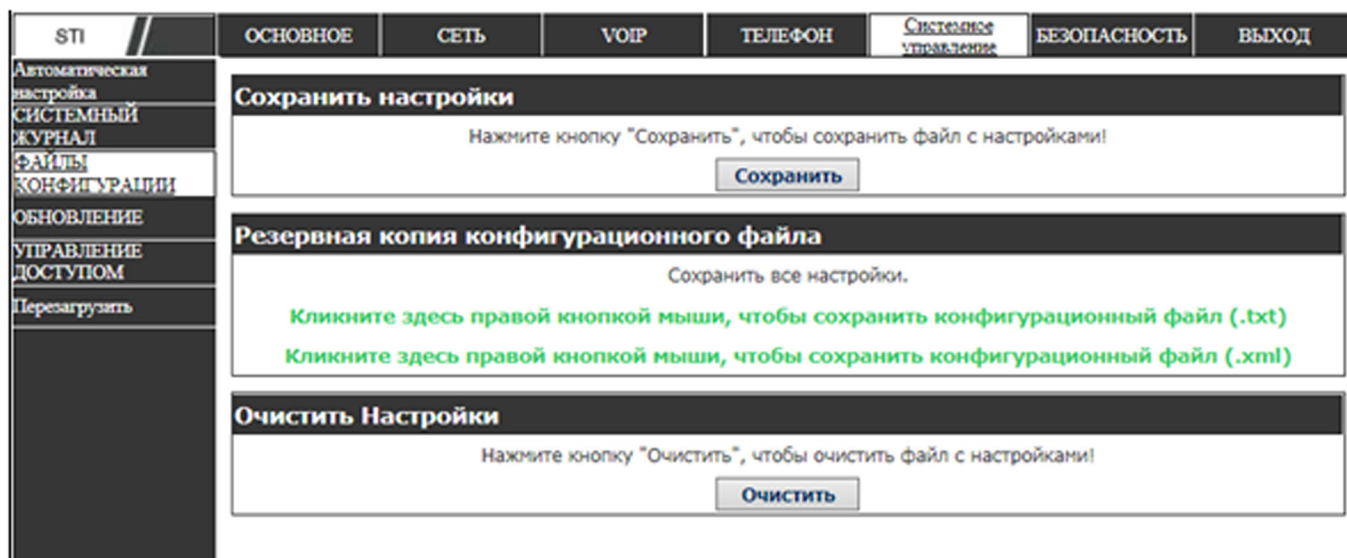 STI
ОСНОВНОЕ
СЕТЬ
VOIP
ТЕЛЕФОН
Системное
управление
БЕЗОПАСНОСТЬ
ВЫХОД
Автоматическая
настройка
СИСТЕМНЫЙ
ЖУРНАЛ
ФАЙЛЫ
КОНФИГУРАЦИИ
ОБНОВЛЕНИЕ
УПРАВЛЕНИЕ
ДОСТУПОМ
Перезагрузить
Сохранить настройки
Нажмите кнопку "Сохранить", чтобы сохранить файл с настройками!
Сохранить
Резервная копия конфигурационного файла
Сохранить все настройки.
Кликните здесь правой кнопкой мыши, чтобы сохранить конфигурационный файл (.txt)
Кликните здесь правой кнопкой мыши, чтобы сохранить конфигурационный файл (.xml)
Очистить Настройки
Нажмите кнопку "Очистить", чтобы очистить файл с настройками!
Очистить